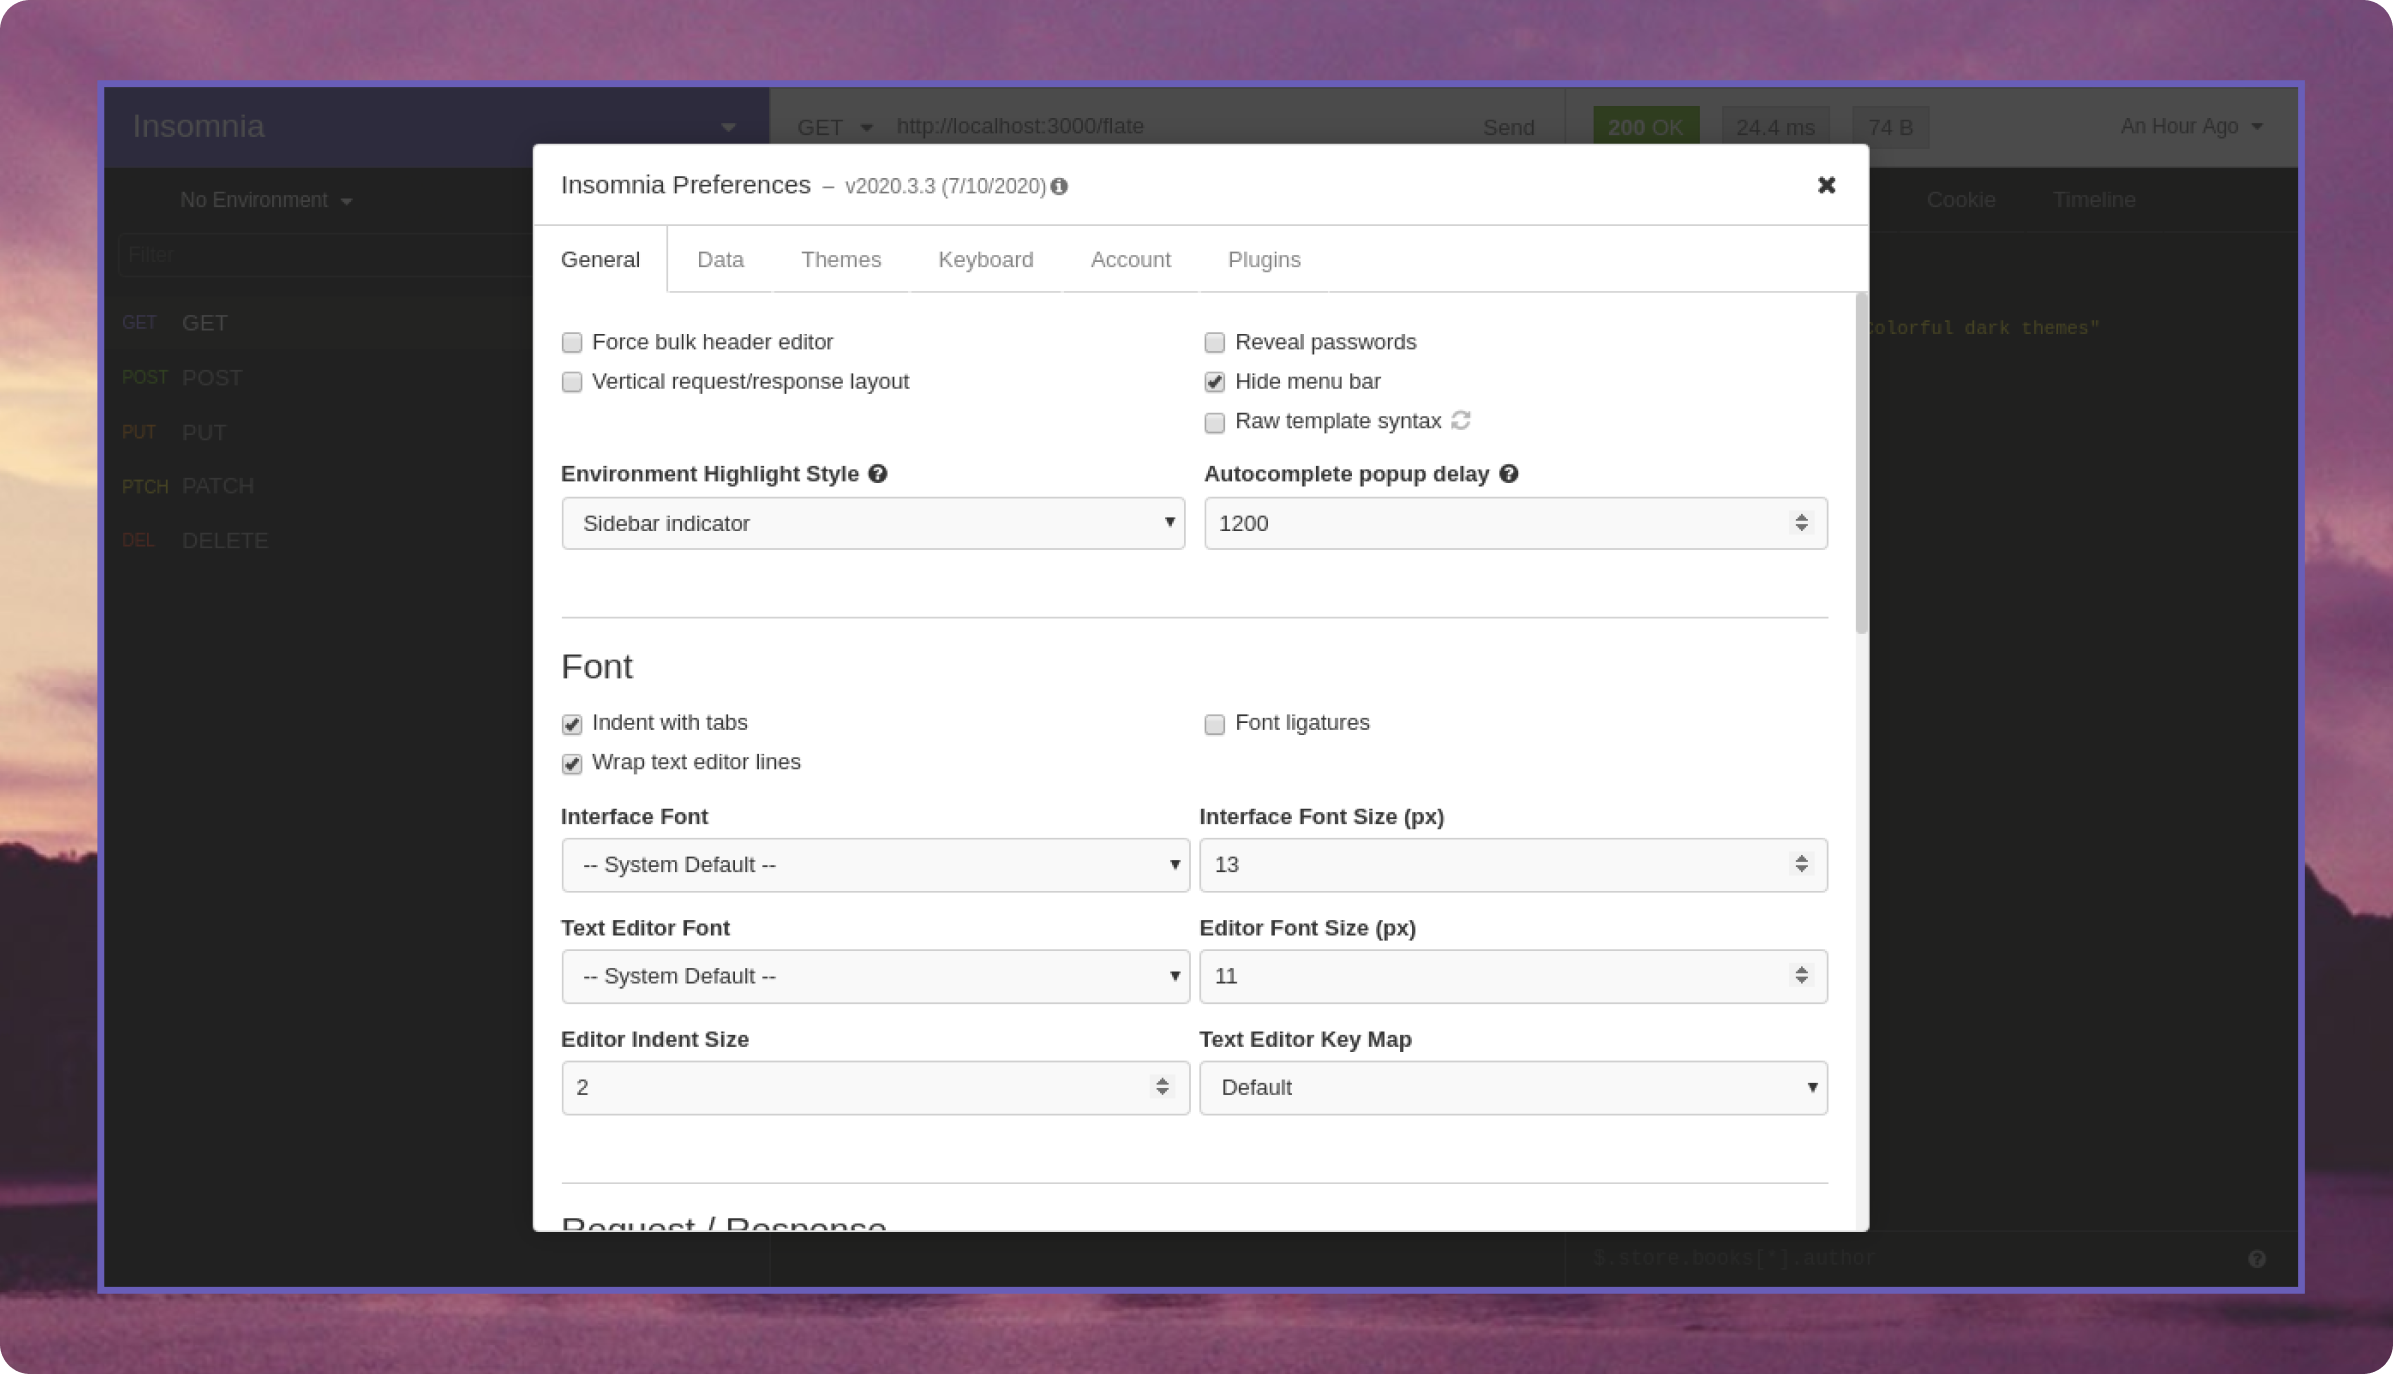 Insomnia
GET http://localhost:3000/flate Send
200 OK 24.4 ms 74 B An Hour Ago
No Environment
Filter
GET GET
POST POST
PUT PUT
PTCH PATCH
DEL DELETE
Insomnia Preferences – v2020.3.3 (7/10/2020)
General Data Themes Keyboard Account Plugins
Force bulk header editor
Vertical request/response layout
Reveal passwords
Hide menu bar
Raw template syntax
Environment Highlight Style
Sidebar indicator
Autocomplete popup delay
1200
Font
Indent with tabs
Wrap text editor lines
Font ligatures
Interface Font
-- System Default --
Interface Font Size (px)
13
Text Editor Font
-- System Default --
Editor Font Size (px)
11
Editor Indent Size
2
Text Editor Key Map
Default
Request / Response
Cookie Timeline
colorful dark themes"
$.store.books[*].author